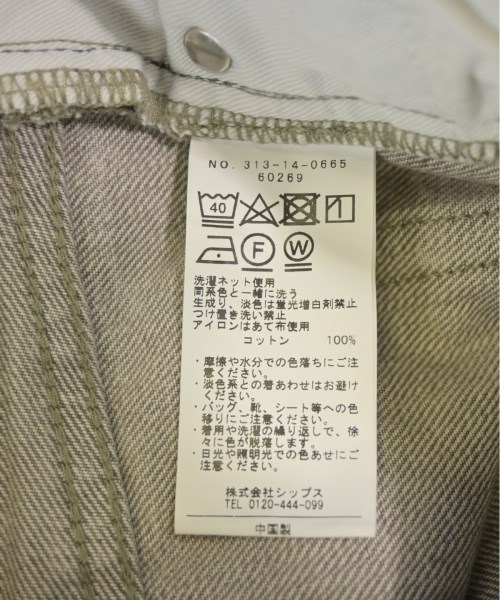 NO. 313-14-0665
60269
40
F
W
洗濯ネット使用
同系色と一緒に洗う
生成り、淡色は蛍光増白剤禁止
つけ置き洗い禁止
アイロンはあて布使用
コットン 100%
・摩擦や水分での色落ちにご注
意ください。
・淡色系との着あわせはお避け
ください。
・バッグ、靴、シート等への色
移りにご注意ください。
・着用や洗濯の繰り返しで、徐
々に色が脱落します。
・日光や照明光での色あせにご
注意ください。
株式会社シップス
TEL 0120-444-099
中国製